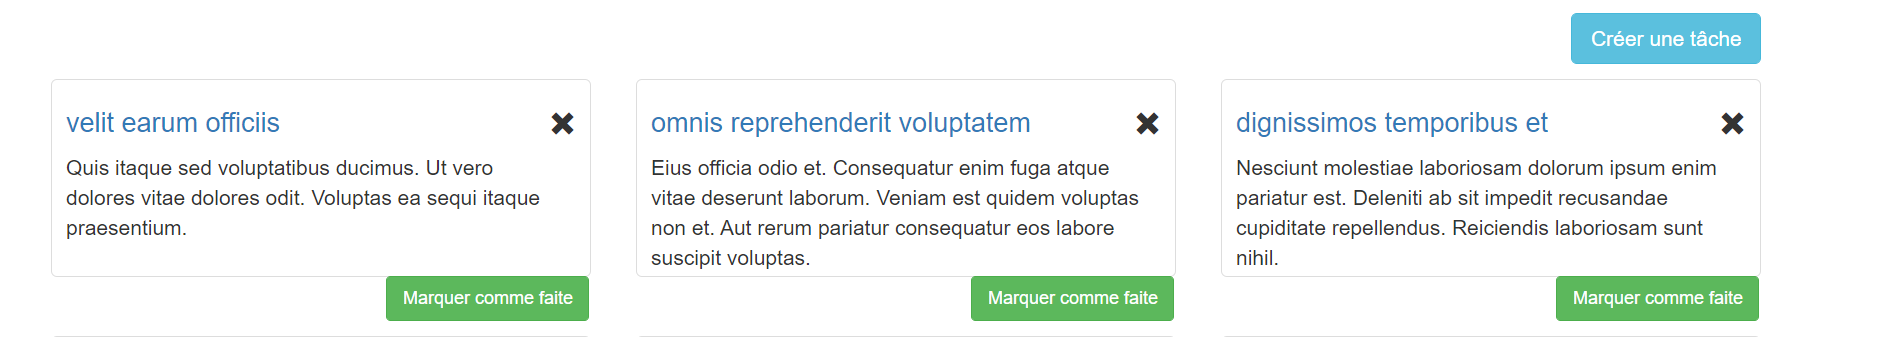 Créer une tâche
velit earum officiis
Quis itaque sed voluptatibus ducimus. Ut vero
dolores vitae dolores odit. Voluptas ea sequi itaque
praesentium.
Marquer comme faite
omnis reprehenderit voluptatem
Eius officia odio et. Consequatur enim fuga atque
vitae deserunt laborum. Veniam est quidem voluptas
non et. Aut rerum pariatur consequatur eos labore
suscipit voluptas.
Marquer comme faite
dignissimos temporibus et
Nesciunt molestiae laboriosam dolorum ipsum enim
pariatur est. Deleniti ab sit impedit recusandae
cupiditate repellendus. Reiciendis laboriosam sunt
nihil.
Marquer comme faite